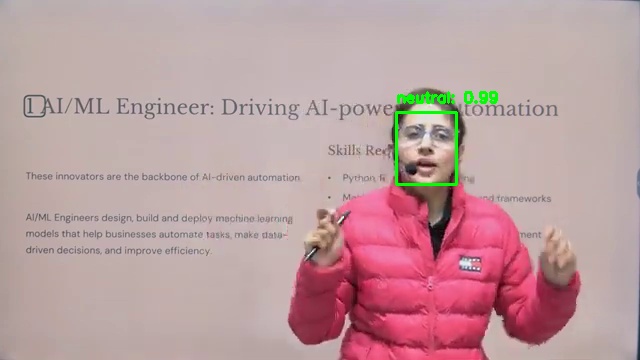 neutral: 0.99
1 AI/ML Engineer: Driving AI-powe tomation
Skills Req
These innovators are the backbone of AI-driven automation.
• Python,
AI/ML Engineers design, build and deploy machine learning
models that help businesses automate tasks, make data-
driven decisions, and improve efficiency.
and frameworks